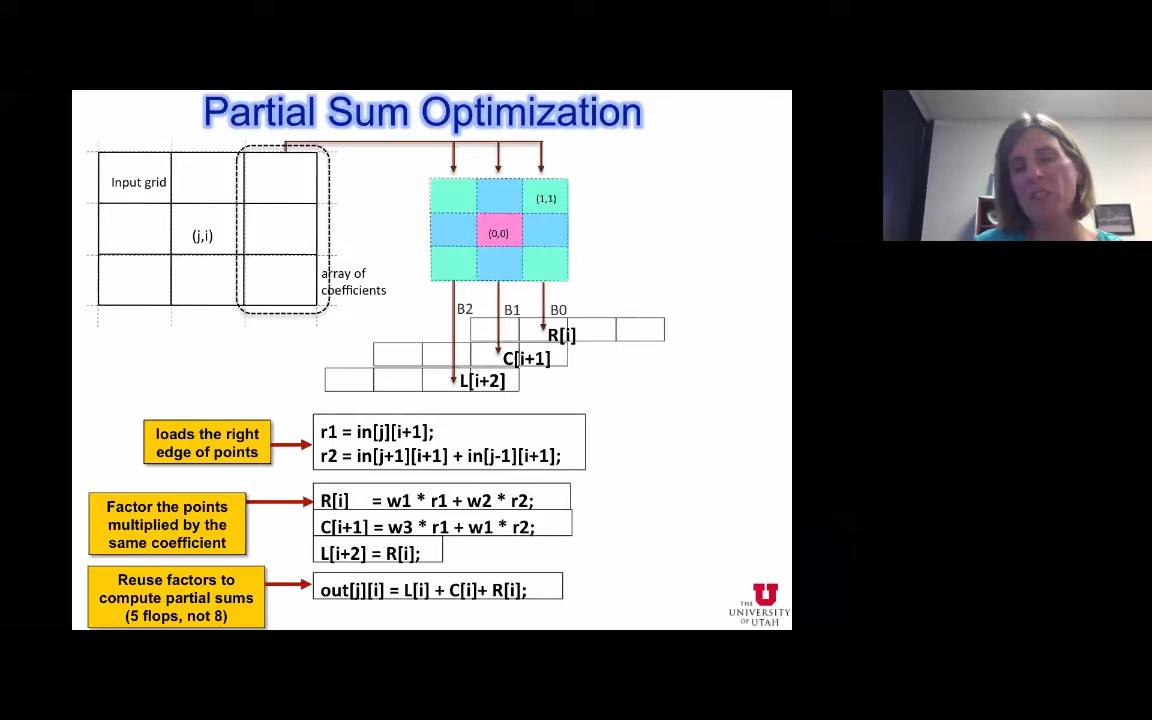 Partial Sum Optimization
Input grid
(j,i)
array of
coefficients
(1,1)
(0,0)
B2
B1
B0
R[i]
C[i+1]
L[i+2]
loads the right
edge of points
r1 = in[j][i+1];
r2 = in[j+1][i+1] + in[j-1][i+1];
Factor the points
multiplied by the
same coefficient
R[i] = w1 * r1 + w2 * r2;
C[i+1] = w3 * r1 + w1 * r2;
L[i+2] = R[i];
Reuse factors to
compute partial sums
(5 flops, not 8)
out[j][i] = L[i] + C[i]+ R[i];
THE
UNIVERSITY
OF UTAH